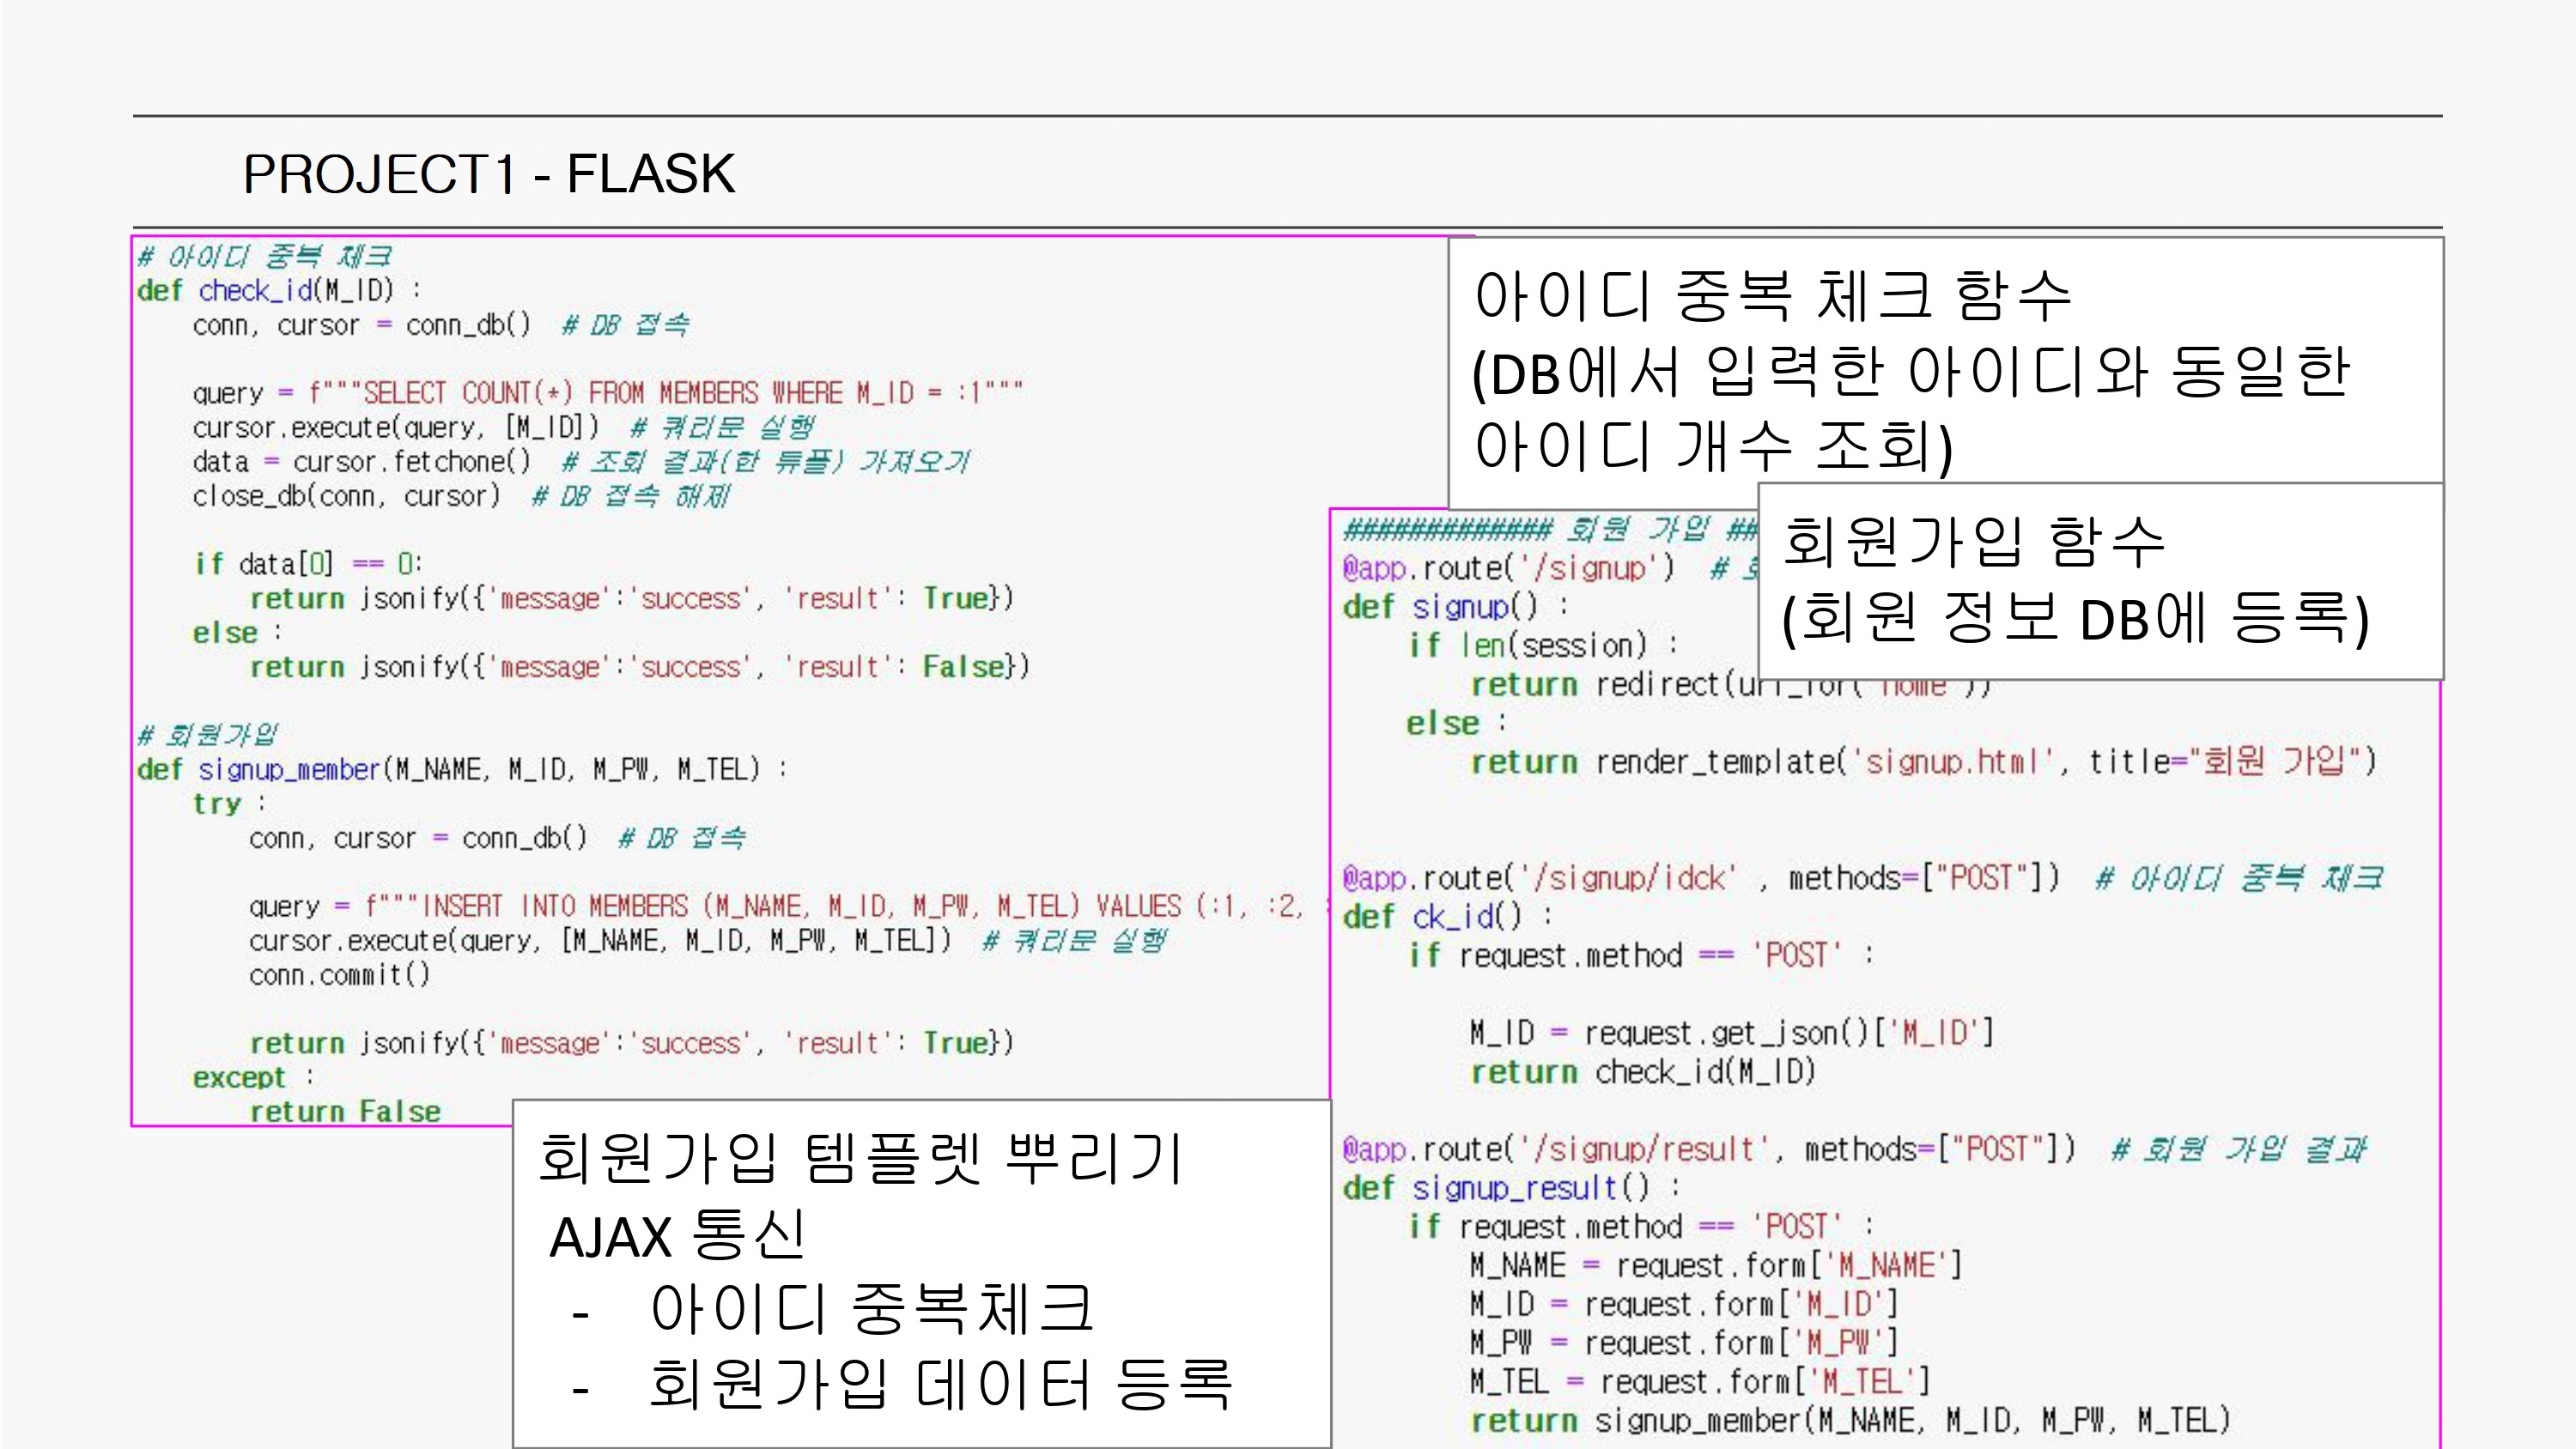 PROJECT1 - FLASK
# 아이디 중복 체크
def check_id(M_ID) :
conn, cursor = conn_db() # DB 접속
query = f"""SELECT COUNT(*) FROM MEMBERS WHERE M_ID = :1"""
cursor.execute(query, [M_ID]) # 쿼리문 실행
data = cursor.fetchone() # 조회 결과(한 튜플) 가져오기
close_db(conn, cursor) # DB 접속 해제
if data[0] == 0:
return jsonify({'message':'success', 'result': True})
else :
return jsonify({'message':'success', 'result': False})
# 회원가입
def signup_member(M_NAME, M_ID, M_PW, M_TEL) :
try :
conn, cursor = conn_db() # DB 접속
query = f"""INSERT INTO MEMBERS (M_NAME, M_ID, M_PW, M_TEL) VALUES (:1, :2,
cursor.execute(query, [M_NAME, M_ID, M_PW, M_TEL]) # 쿼리문 실행
conn.commit()
return jsonify({'message':'success', 'result': True})
except :
return False
아이디 중복 체크 함수
(DB에서 입력한 아이디와 동일한
아이디 개수 조회)
회원가입 함수
(회원 정보 DB에 등록)
############# 회원 가입 ##
@app.route('/signup') #
def signup() :
if len(session) :
return redirect(url_for('home'))
else :
return render_template('signup.html', title="회원 가입")
@app.route('/signup/idck' , methods=["POST"]) # 아이디 중복 체크
def ck_id() :
if request.method == 'POST' :
M_ID = request.get_json()['M_ID']
return check_id(M_ID)
@app.route('/signup/result', methods=["POST"]) # 회원 가입 결과
def signup_result() :
if request.method == 'POST' :
M_NAME = request.form['M_NAME']
M_ID = request.form['M_ID']
M_PW = request.form['M_PW']
M_TEL = request.form['M_TEL']
return signup_member(M_NAME, M_ID, M_PW, M_TEL)
회원가입 템플렛 뿌리기
AJAX 통신
- 아이디 중복체크
- 회원가입 데이터 등록